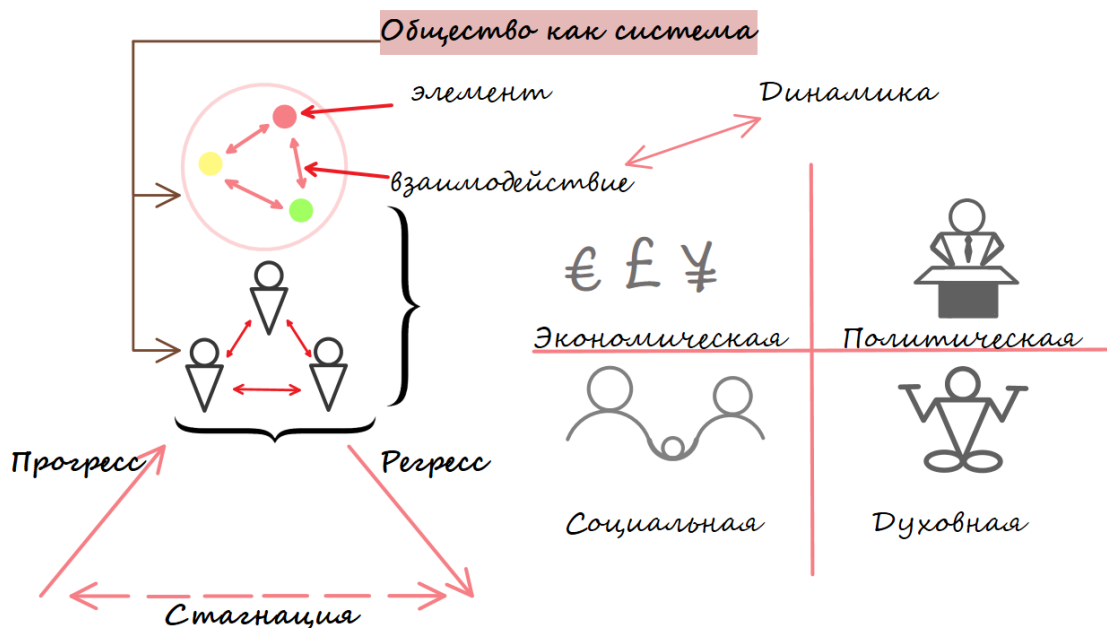 Общество как система
элемент
Динамика
взаимодействие
€ £ ¥
Экономическая
Политическая
Прогресс
Регресс
Социальная
Духовная
Стагнация